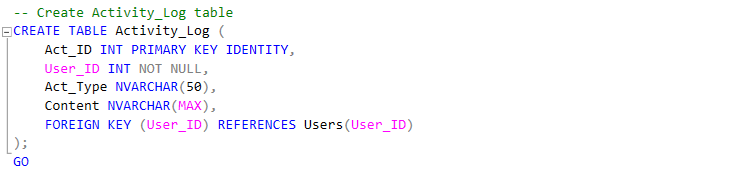 -- Create Activity_Log table
CREATE TABLE Activity_Log (
    Act_ID INT PRIMARY KEY IDENTITY,
    User_ID INT NOT NULL,
    Act_Type NVARCHAR(50),
    Content NVARCHAR(MAX),
    FOREIGN KEY (User_ID) REFERENCES Users(User_ID)
);
GO